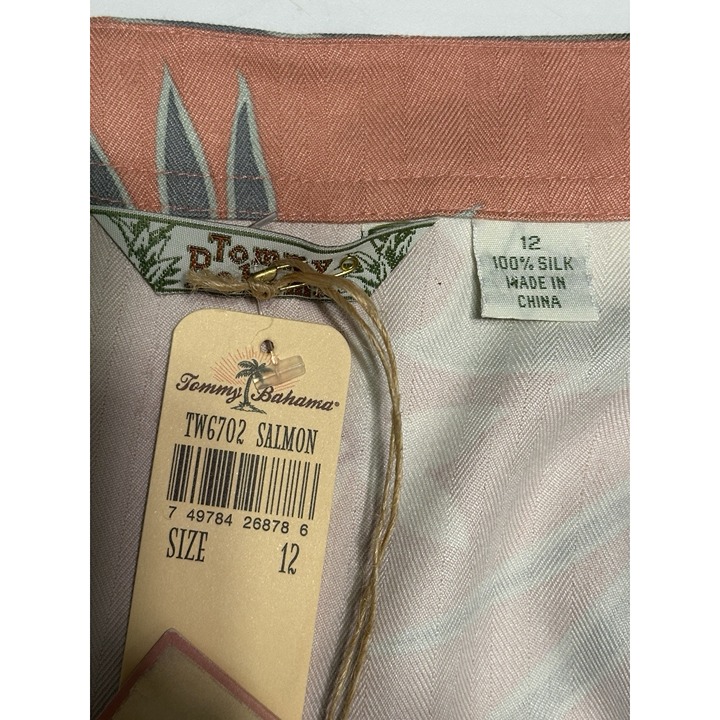 Tommy
12
100% SILK
MADE IN
CHINA
Tommy Bahama®
TW6702 SALMON
7 49784 26878 6
SIZE 12